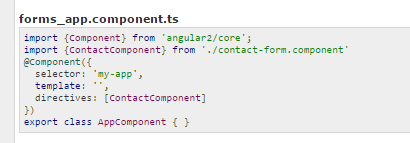 forms_app.component.ts
import {Component} from 'angular2/core';
import {ContactComponent} from './contact-form.component'
@Component({
  selector: 'my-app',
  template: '',
  directives: [ContactComponent]
})
export class AppComponent { }